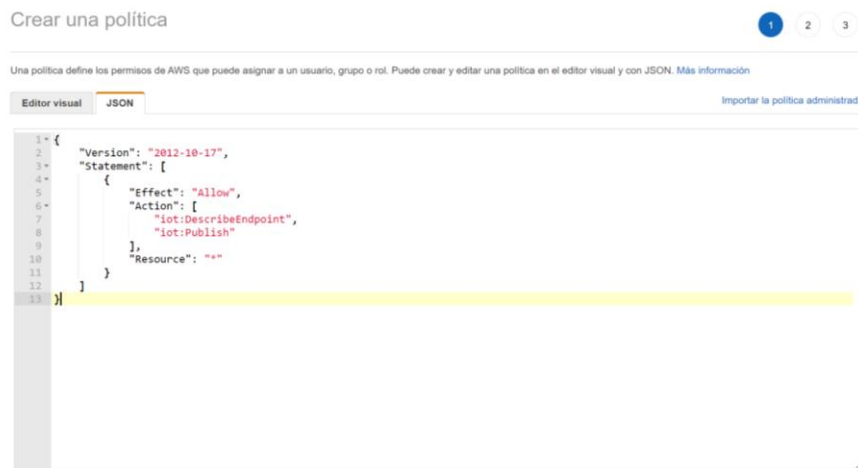 Crear una política
1 2 3
Una política define los permisos de AWS que puede asignar a un usuario, grupo o rol. Puede crear y editar una política en el editor visual y con JSON. Más información
Editor visual JSON Importar la política administrad
1 {
2 "Version": "2012-10-17",
3 "Statement": [
4 {
5 "Effect": "Allow",
6 "Action": [
7 "iot:DescribeEndpoint",
8 "iot:Publish"
9 ],
10 "Resource": "*"
11 }
12 ]
13 }